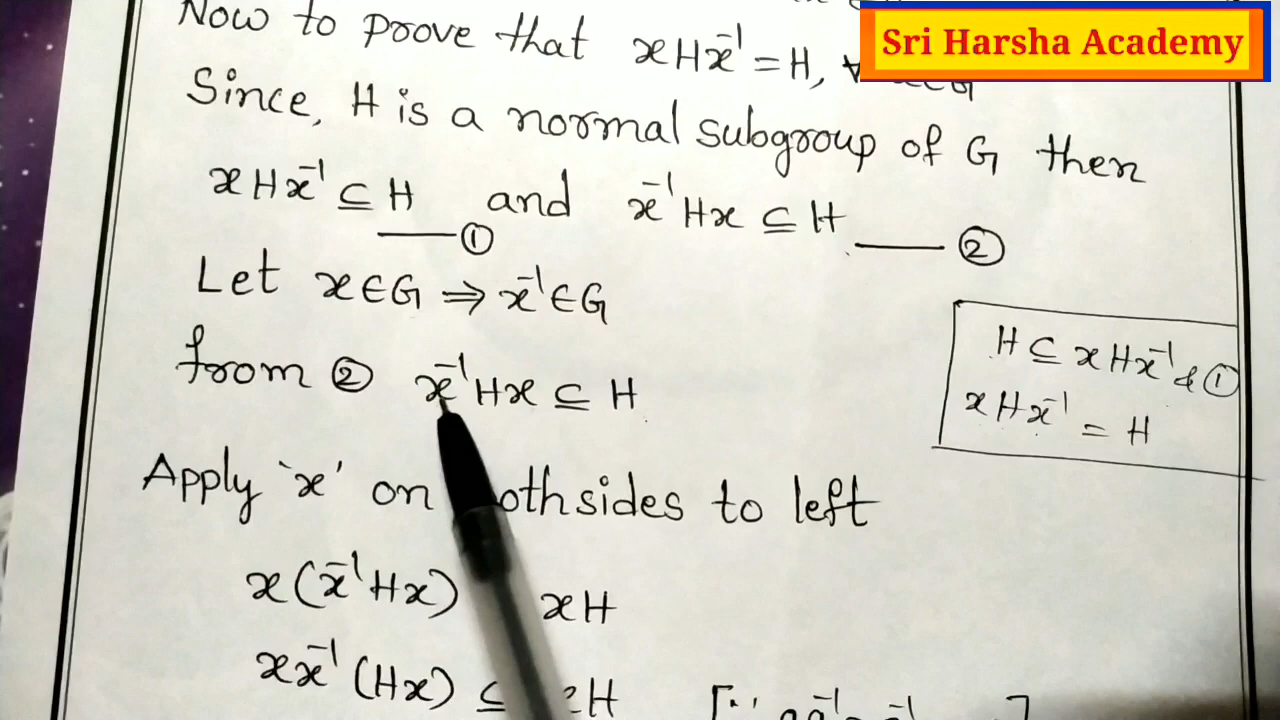 Now to prove that xHx⁻¹ = H, ∀
Sri Harsha Academy
Since, H is a normal subgroup of G then
xHx⁻¹ ⊆ H and x⁻¹Hx ⊆ H —— ②
—— ①
Let x∈G ⇒ x⁻¹∈G
from ② x⁻¹Hx ⊆ H
H ⊆ xHx⁻¹ & ①
xHx⁻¹ = H
Apply 'x' on bothsides to left
x(x⁻¹Hx) xH
xx⁻¹(Hx) ⊆ xH